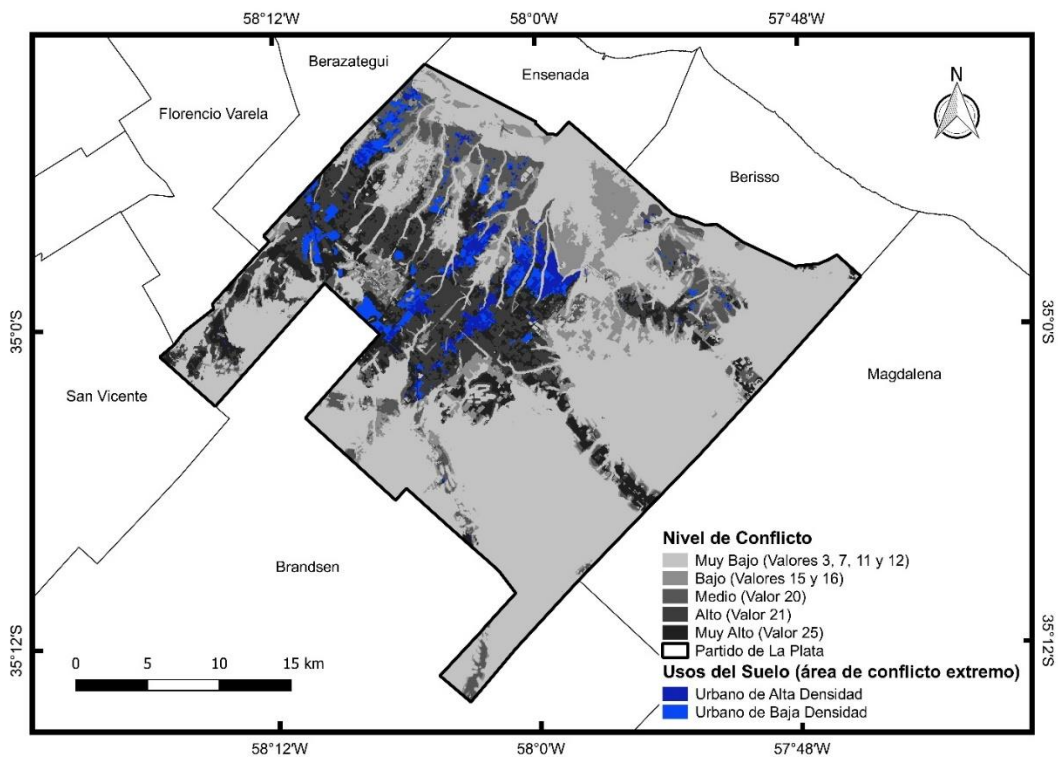 58°12'W
58°0'W
57°48'W
Berazategui
Ensenada
N
Florencio Varela
Berisso
35°0'S
35°0'S
San Vicente
Magdalena
Brandsen
Nivel de Conflicto
Muy Bajo (Valores 3, 7, 11 y 12)
Bajo (Valores 15 y 16)
Medio (Valor 20)
Alto (Valor 21)
Muy Alto (Valor 25)
Partido de La Plata
Usos del Suelo (área de conflicto extremo)
Urbano de Alta Densidad
Urbano de Baja Densidad
35°12'S
35°12'S
0 5 10 15 km
58°12'W
58°0'W
57°48'W